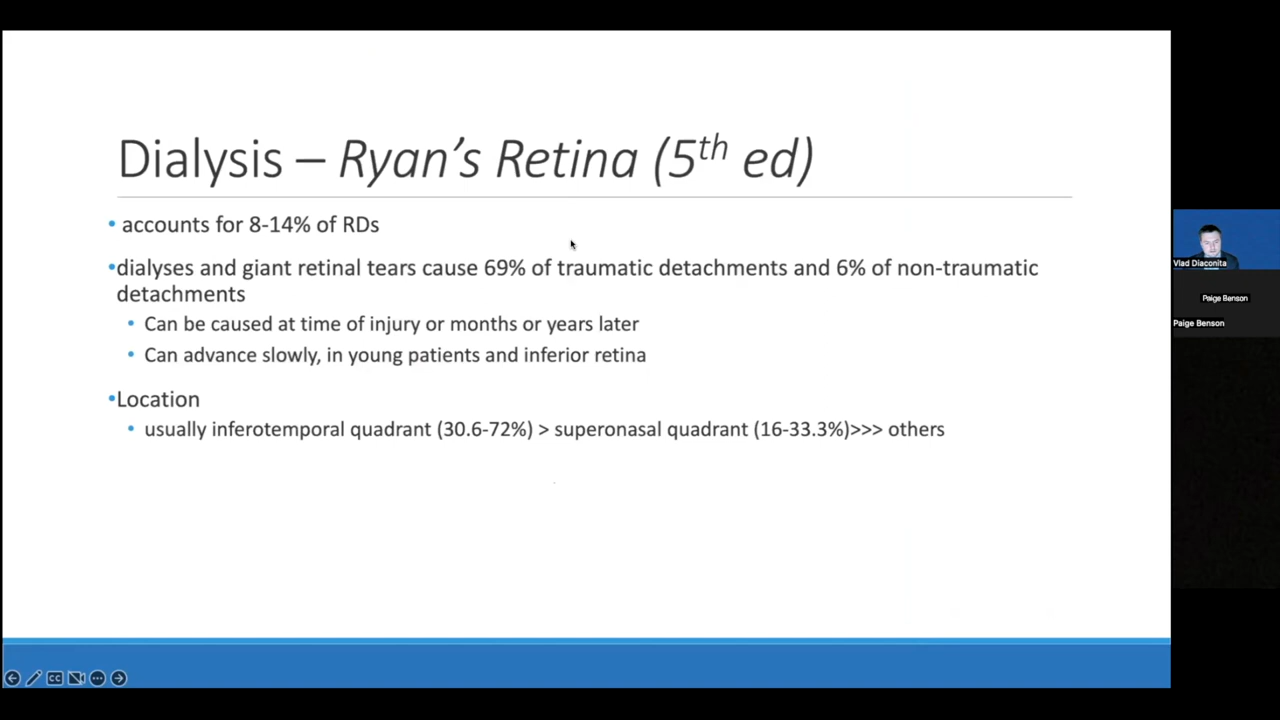 Dialysis – Ryan's Retina (5th ed)
• accounts for 8-14% of RDs
•dialyses and giant retinal tears cause 69% of traumatic detachments and 6% of non-traumatic
detachments
• Can be caused at time of injury or months or years later
• Can advance slowly, in young patients and inferior retina
•Location
• usually inferotemporal quadrant (30.6-72%) > superonasal quadrant (16-33.3%)>>> others
Vlad Diaconita
Paige Benson
Paige Benson
CC